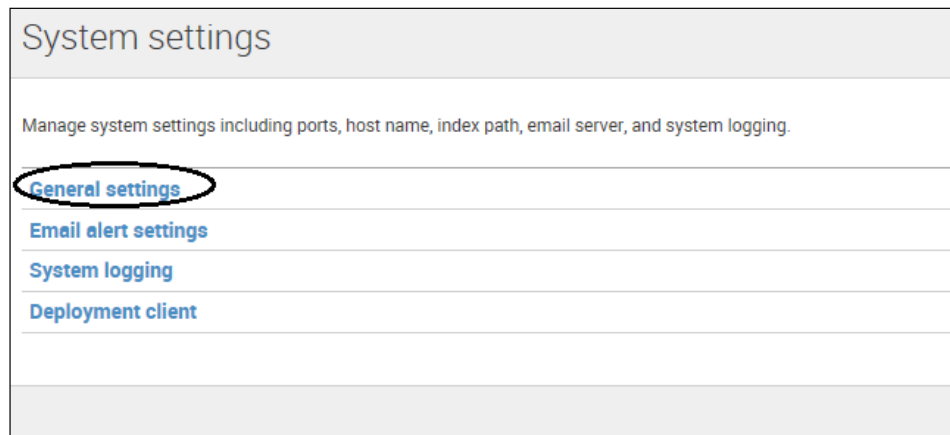 System settings
Manage system settings including ports, host name, index path, email server, and system logging.
General settings
Email alert settings
System logging
Deployment client